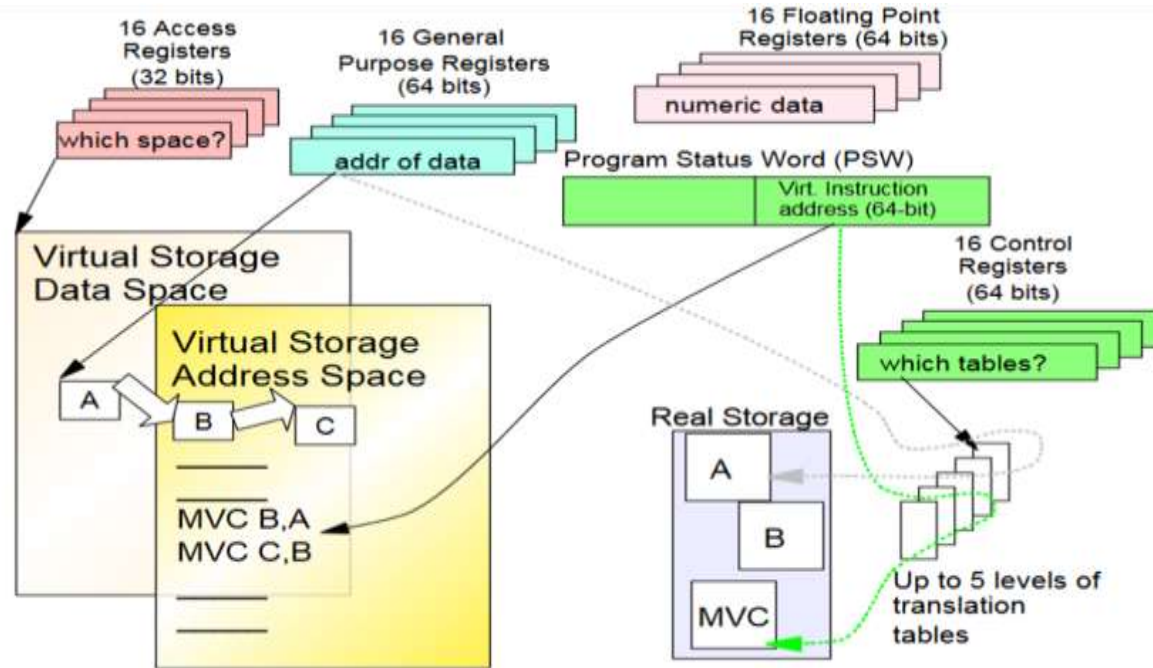 16 Access
Registers
(32 bits)
which space?
16 General
Purpose Registers
(64 bits)
addr of data
16 Floating Point
Registers (64 bits)
numeric data
Program Status Word (PSW)
Virt. Instruction
address (64-bit)
16 Control
Registers
(64 bits)
which tables?
Virtual Storage
Data Space
Virtual Storage
Address Space
A
B
C
MVC B,A
MVC C,B
Real Storage
A
B
MVC
Up to 5 levels of
translation
tables